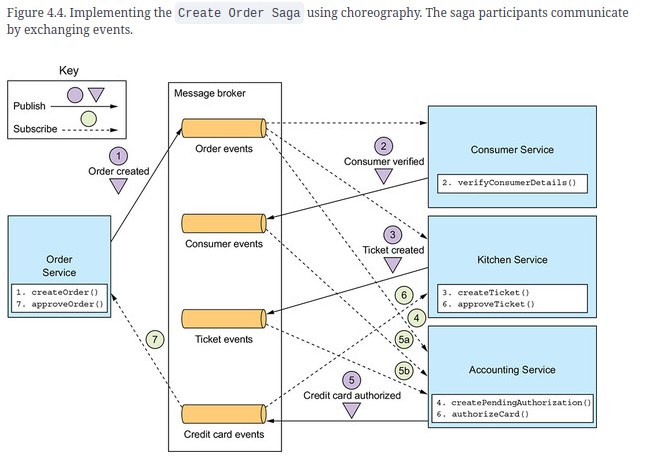 Figure 4.4. Implementing the Create Order Saga using choreography. The saga participants communicate
by exchanging events.
Key
Publish
Subscribe
Message broker
Order events
Consumer events
Ticket events
Credit card events
1
Order created
2
Consumer verified
3
Ticket created
6
4
5a
5b
5
Credit card authorized
7
Order
Service
1. createOrder()
7. approveOrder()
Consumer Service
2. verifyConsumerDetails()
Kitchen Service
3. createTicket()
6. approveTicket()
Accounting Service
4. createPendingAuthorization()
6. authorizeCard()